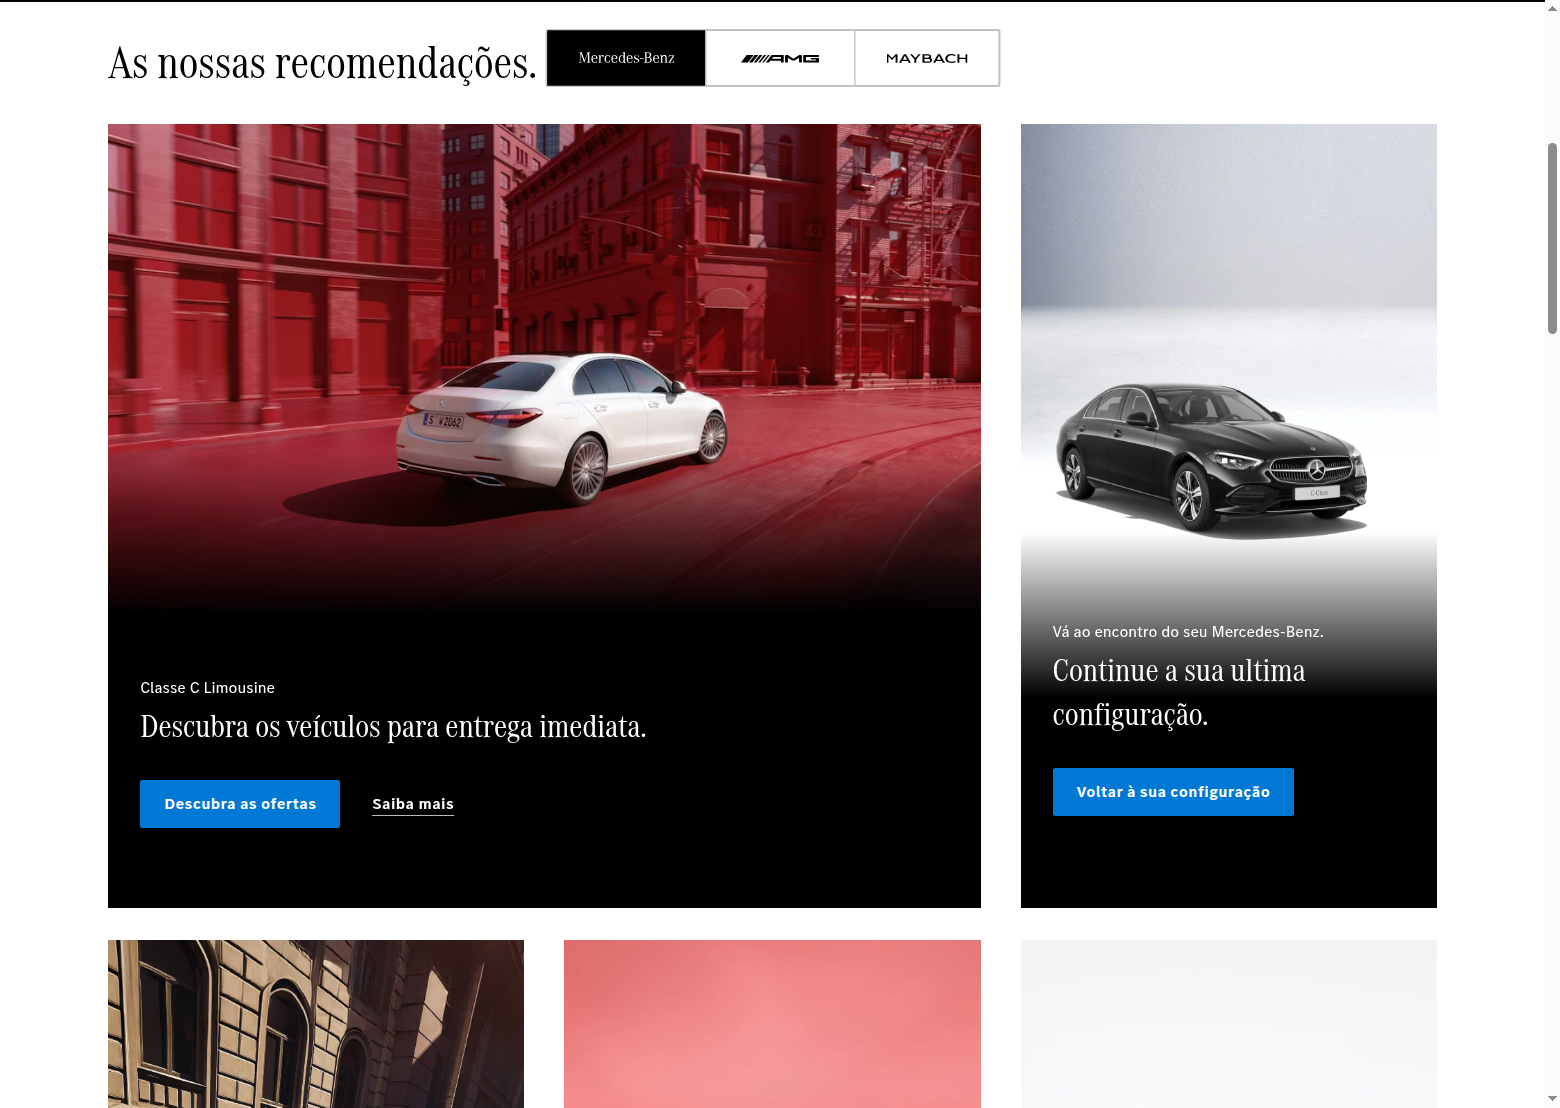 As nossas recomendações.
Mercedes-Benz
AMG
MAYBACH
S V 2062
C-Class
Classe C Limousine
Descubra os veículos para entrega imediata.
Descubra as ofertas
Saiba mais
Vá ao encontro do seu Mercedes-Benz.
Continue a sua ultima
configuração.
Voltar à sua configuração